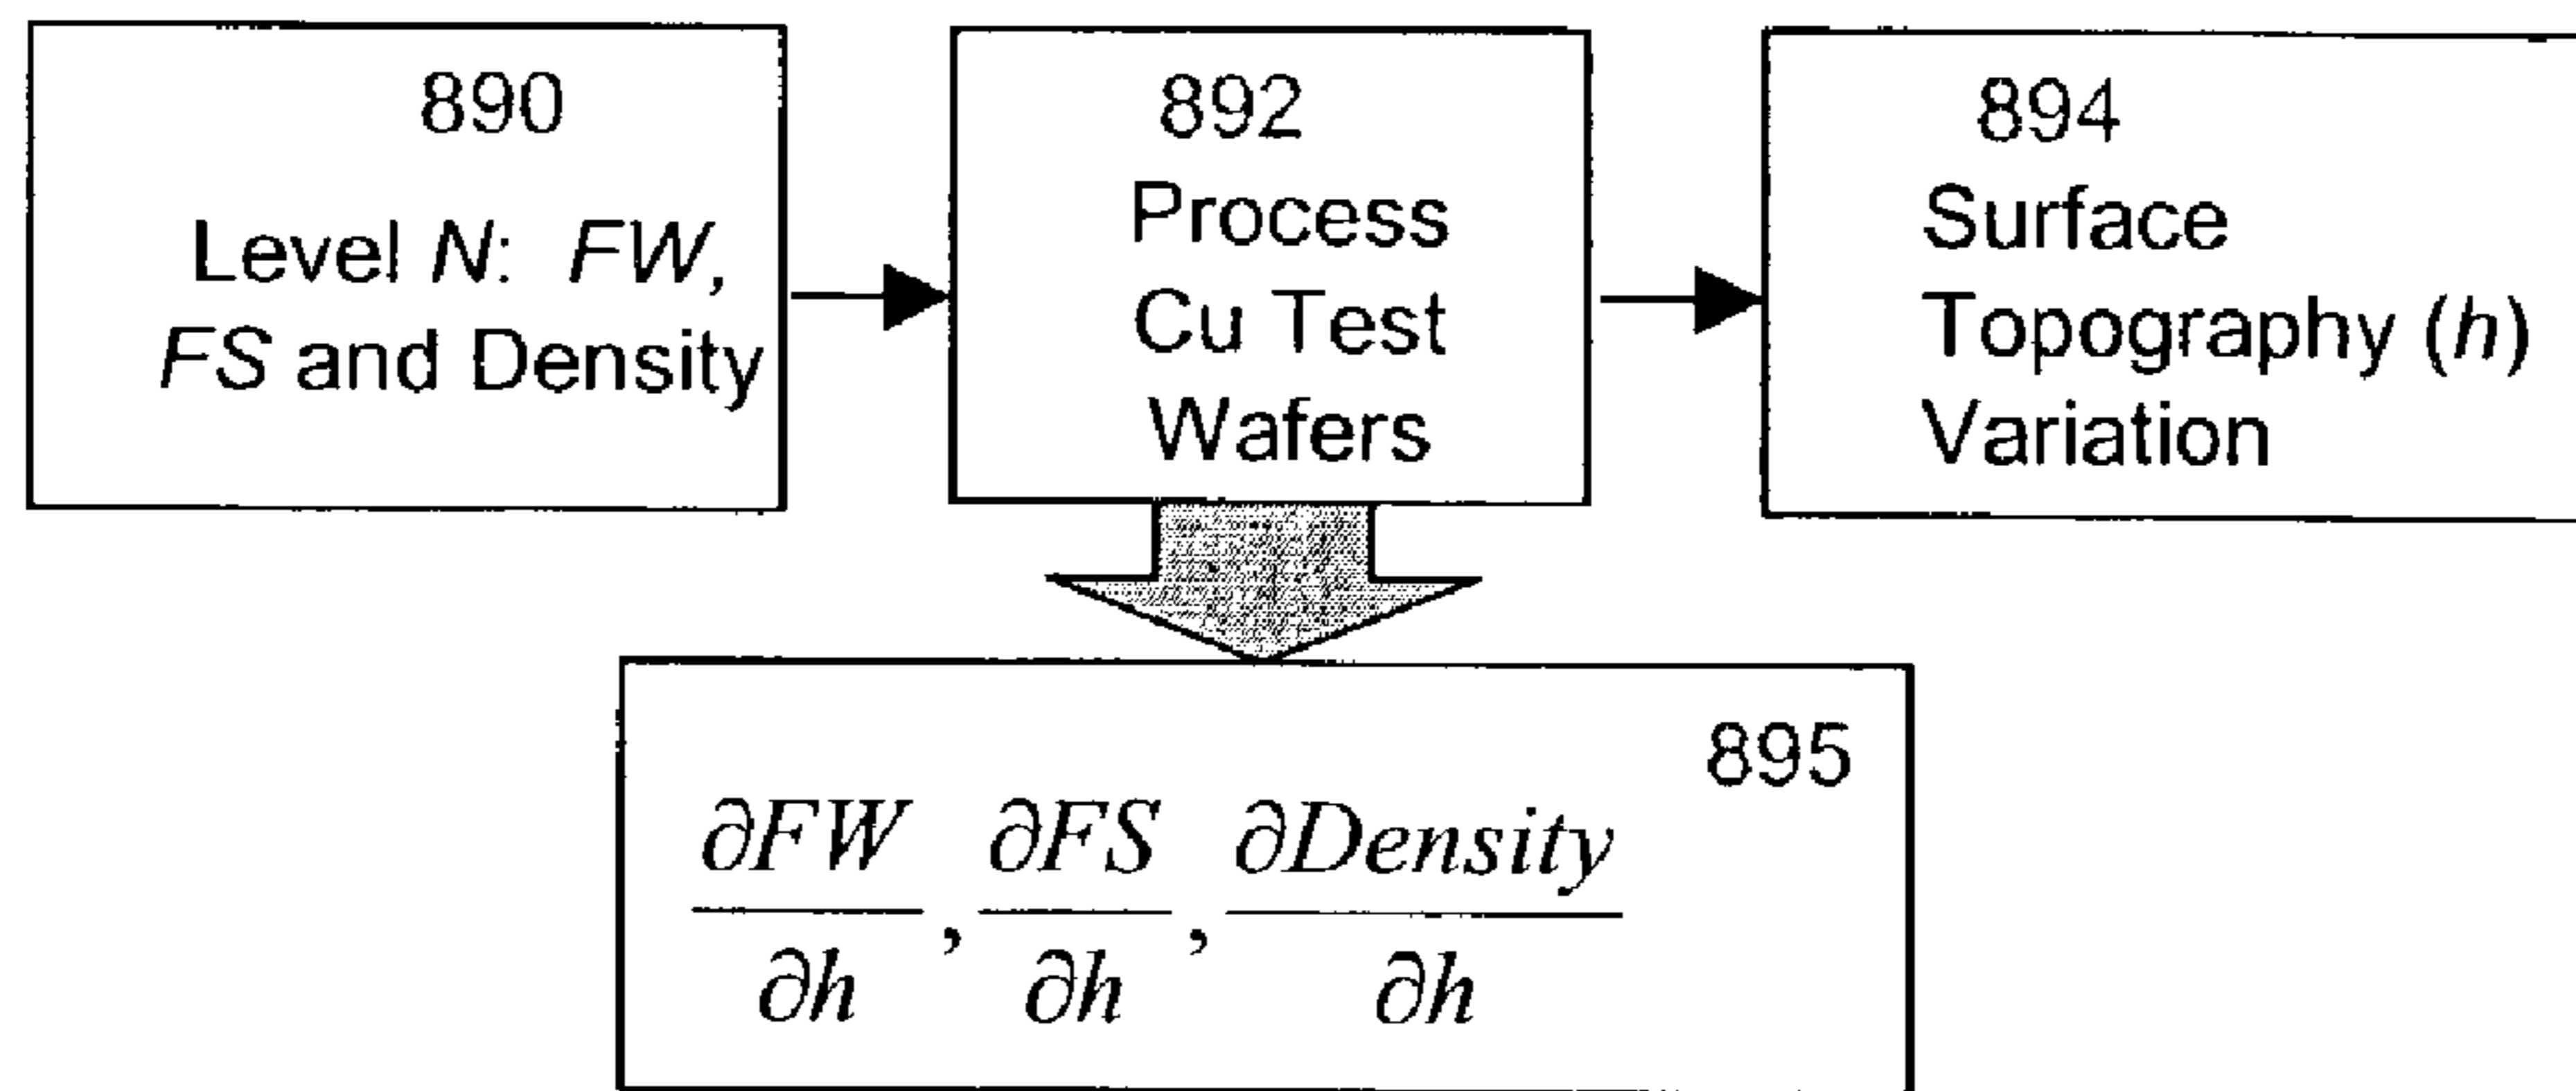 890
Level N: FW,
FS and Density
892
Process
Cu Test
Wafers
894
Surface
Topography (h)
Variation
895
∂FW/∂h, ∂FS/∂h, ∂Density/∂h